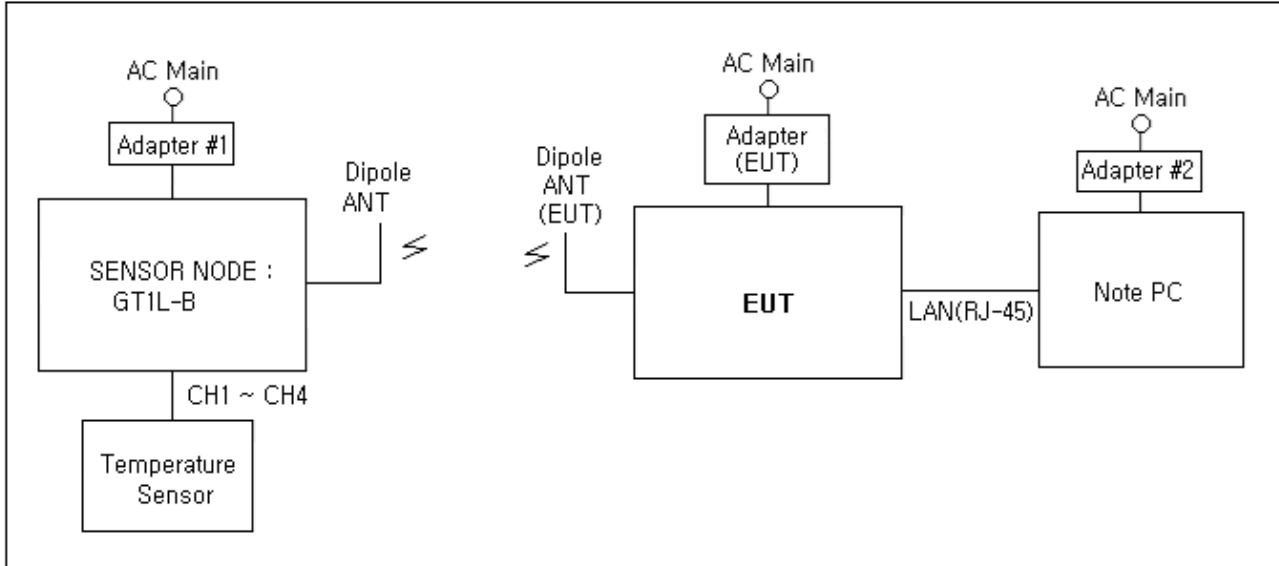 AC Main
Adapter #1
Dipole
ANT
SENSOR NODE :
GT1L-B
CH1 ~ CH4
Temperature
Sensor
AC Main
Adapter
(EUT)
Dipole
ANT
(EUT)
EUT
LAN(RJ-45)
AC Main
Adapter #2
Note PC